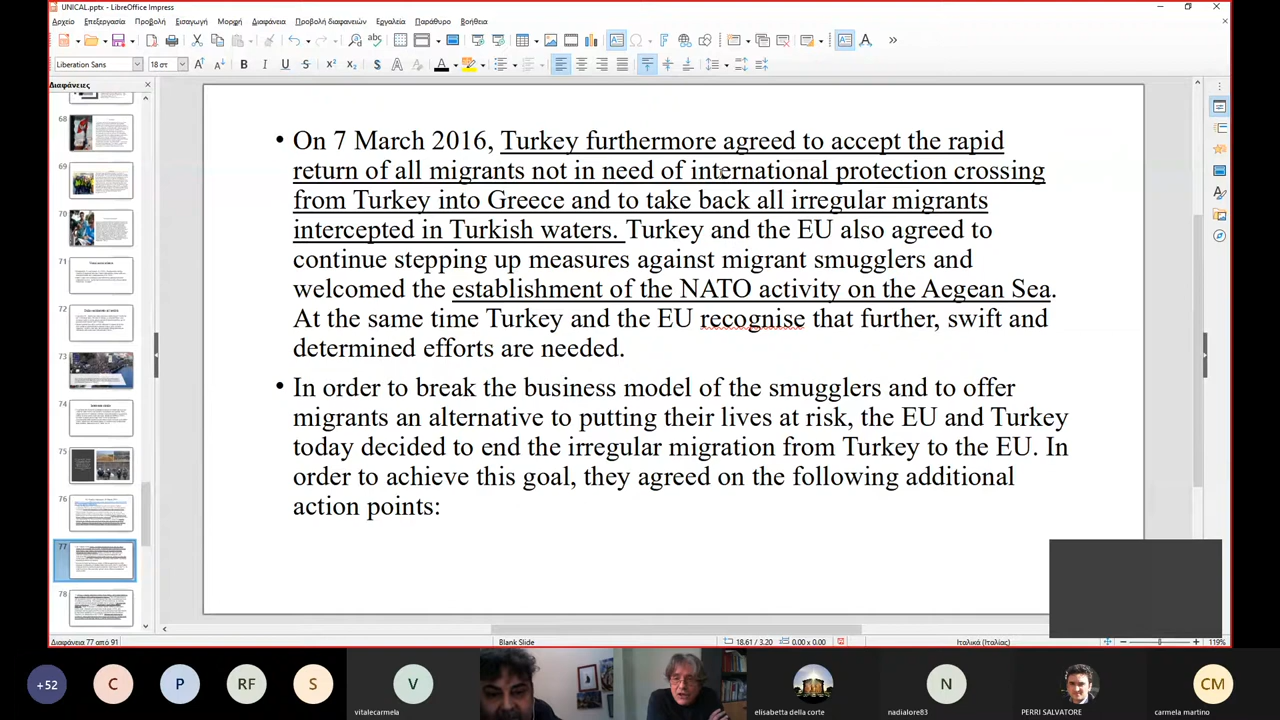 UNICAL.pptx - LibreOffice Impress
Αρχείο Επεξεργασία Προβολή Εισαγωγή Μορφή Διαφάνεια Προβολή διαφανειών Εργαλεία Παράθυρο Βοήθεια
Liberation Sans
18 στ
Διαφάνειες
68
69
70
71
72
73
74
75
76
77
78
• On 7 March 2016, Turkey furthermore agreed to accept the rapid
return of all migrants not in need of international protection crossing
from Turkey into Greece and to take back all irregular migrants
intercepted in Turkish waters. Turkey and the EU also agreed to
continue stepping up measures against migrant smugglers and
welcomed the establishment of the NATO activity on the Aegean Sea.
At the same time Turkey and the EU recognise that further, swift and
determined efforts are needed.
• In order to break the business model of the smugglers and to offer
migrants an alternative to putting their lives at risk, the EU and Turkey
today decided to end the irregular migration from Turkey to the EU. In
order to achieve this goal, they agreed on the following additional
action points:
Διαφάνεια 77 από 91
Blank Slide
18.61 / 3.20
0.00 x 0.00
Ιταλικά (Ιταλίας)
119%
+52
C
P
RF
S
V
vitalecarmela
elisabetta della corte
N
nadialore83
PERRI SALVATORE
CM
carmela martino